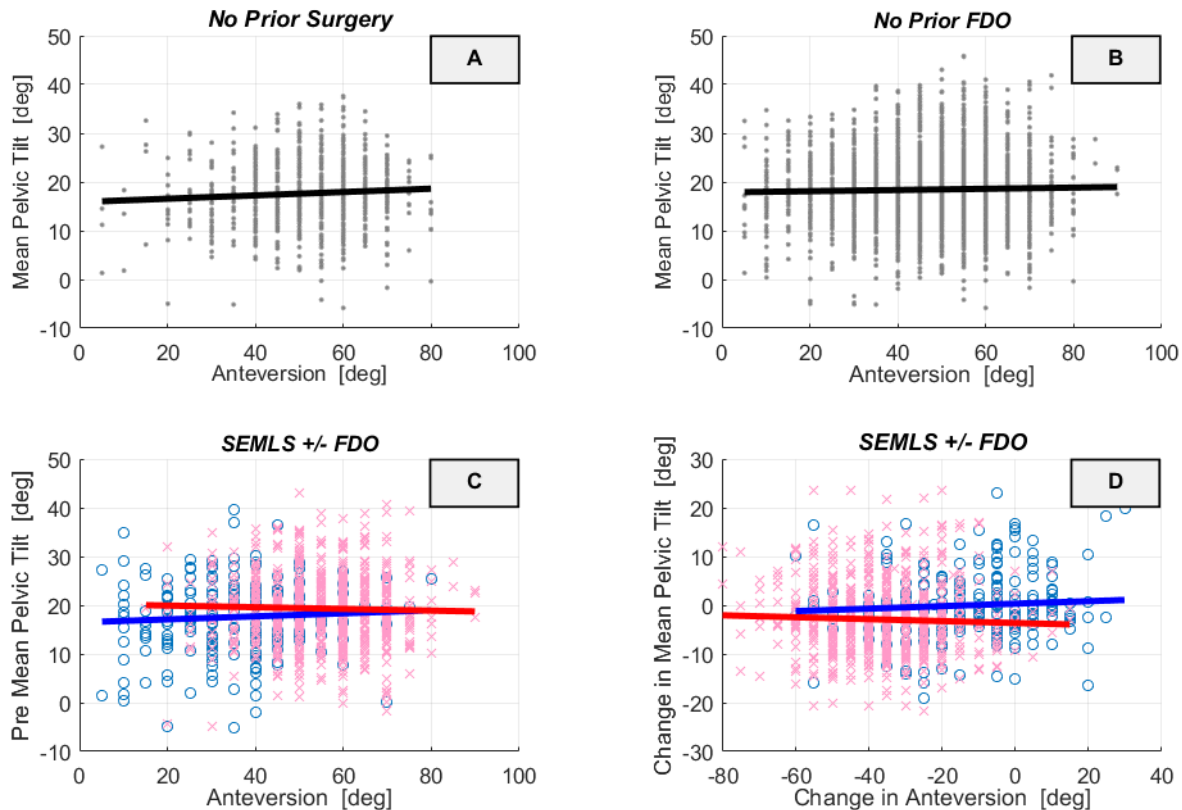 No Prior Surgery
A
Mean Pelvic Tilt [deg]
50
40
30
20
10
0
-10
0 20 40 60 80 100
Anteversion [deg]
No Prior FDO
B
Mean Pelvic Tilt [deg]
50
40
30
20
10
0
-10
0 20 40 60 80 100
Anteversion [deg]
SEMLS +/- FDO
C
Pre Mean Pelvic Tilt [deg]
50
40
30
20
10
0
-10
0 20 40 60 80 100
Anteversion [deg]
SEMLS +/- FDO
D
Change in Mean Pelvic Tilt [deg]
30
20
10
0
-10
-20
-30
-80 -60 -40 -20 0 20 40
Change in Anteversion [deg]